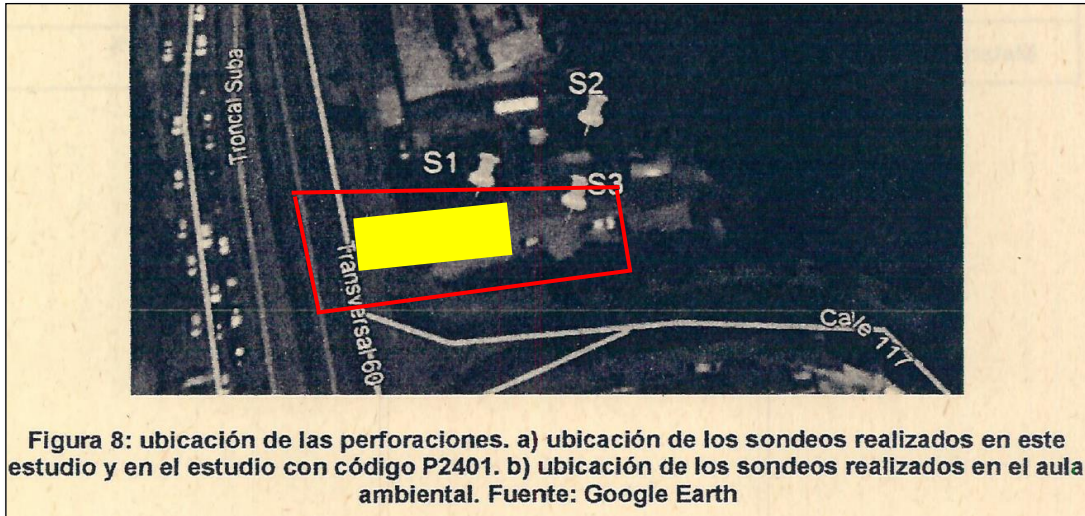 Troncal Suba
S2
S1
S3
Transversal 60
Calle 117
Figura 8: ubicación de las perforaciones. a) ubicación de los sondeos realizados en este
estudio y en el estudio con código P2401. b) ubicación de los sondeos realizados en el aula
ambiental. Fuente: Google Earth